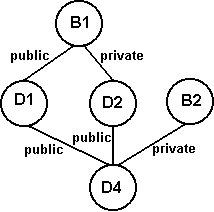 B1
public private
D1 D2 B2
public public private
D4